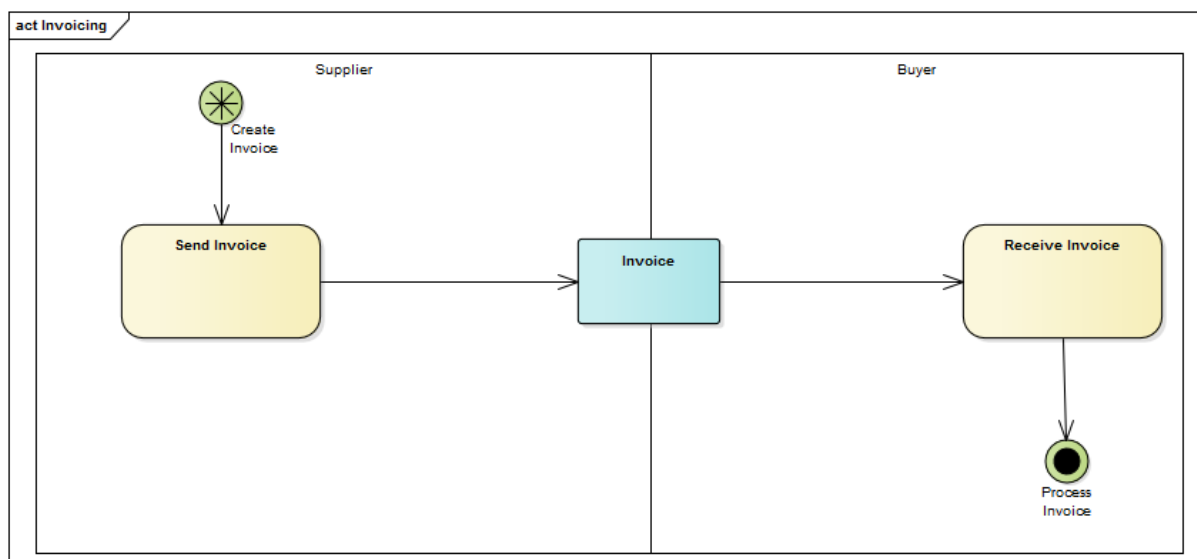 act Invoicing
Supplier
Buyer
Create
Invoice
Send Invoice
Invoice
Receive Invoice
Process
Invoice